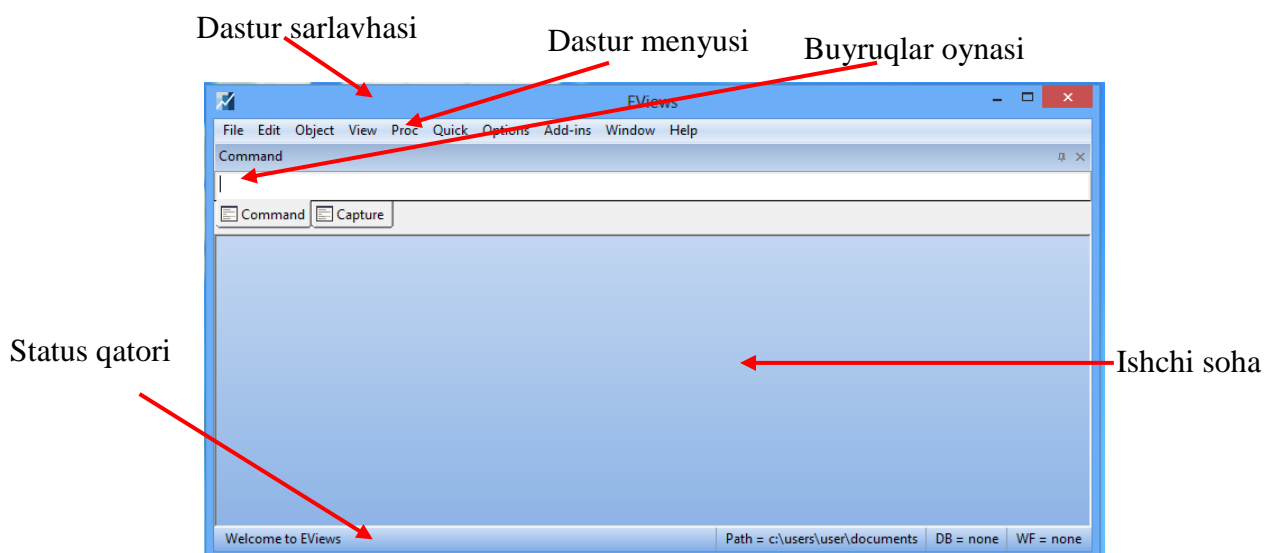 Dastur sarlavhasi
Dastur menyusi
Buyruqlar oynasi
EViews
File Edit Object View Proc Quick Options Add-ins Window Help
Command
Command Capture
Status qatori
Ishchi soha
Welcome to EViews Path = c:\users\user\documents DB = none WF = none